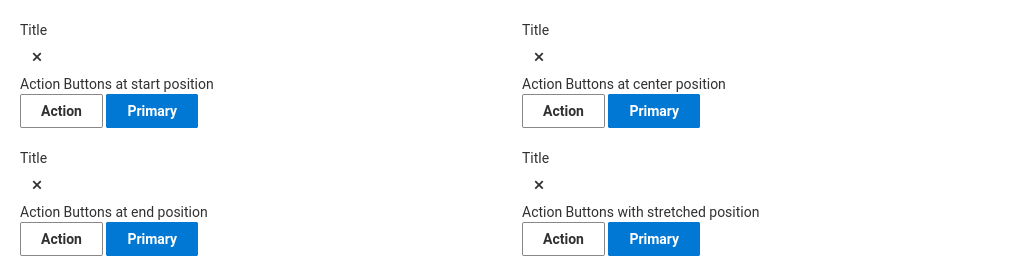 Title
×
Action Buttons at start position
Action Primary
Title
×
Action Buttons at center position
Action Primary
Title
×
Action Buttons at end position
Action Primary
Title
×
Action Buttons with stretched position
Action Primary